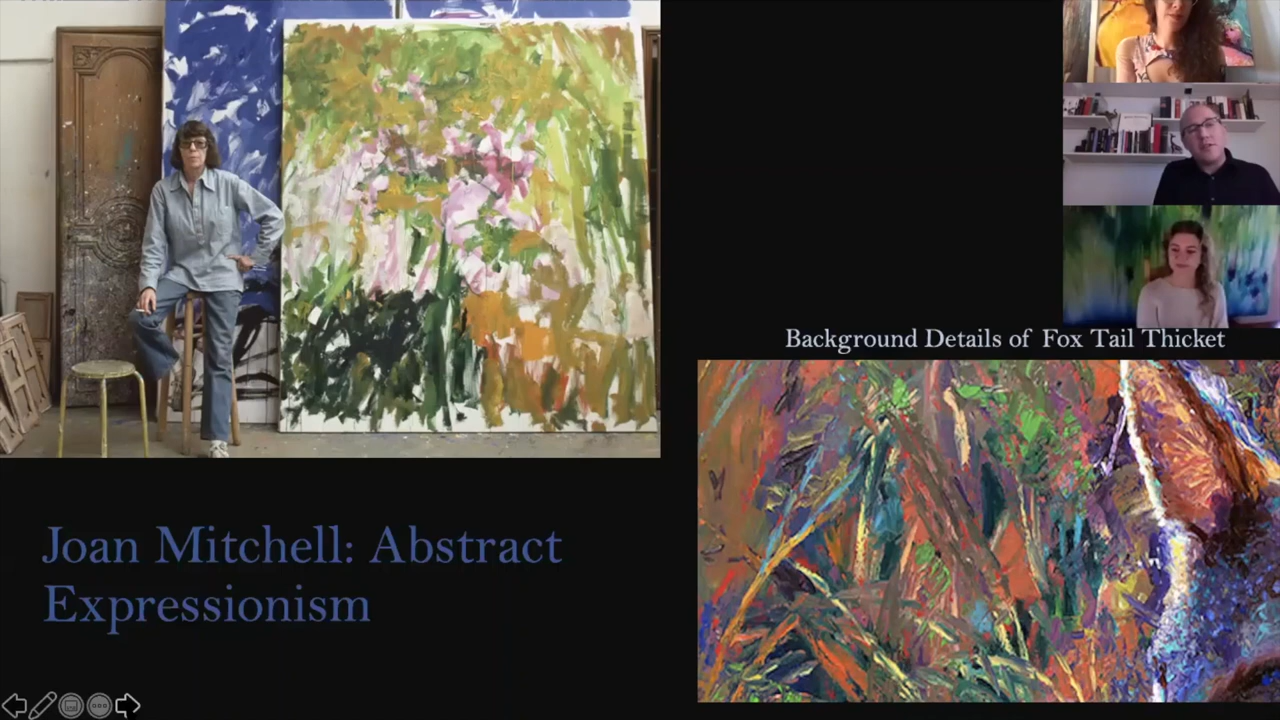 Background Details of Fox Tail Thicket
Joan Mitchell: Abstract
Expressionism